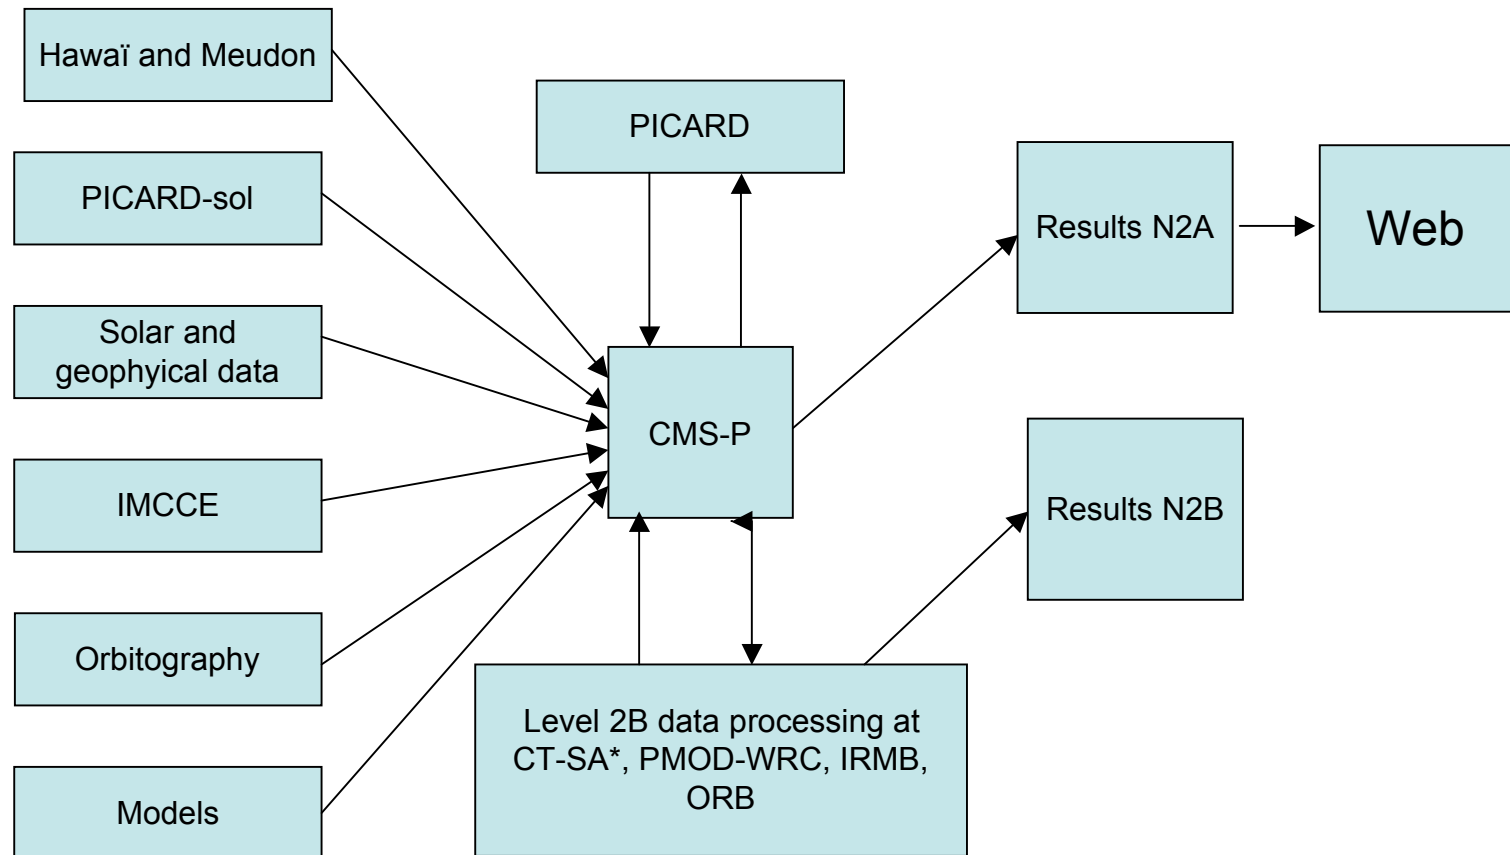 Hawaï and Meudon
PICARD-sol
Solar and
geophyical data
IMCCE
Orbitography
Models
PICARD
CMS-P
Level 2B data processing at
CT-SA*, PMOD-WRC, IRMB,
ORB
Results N2A
Results N2B
Web